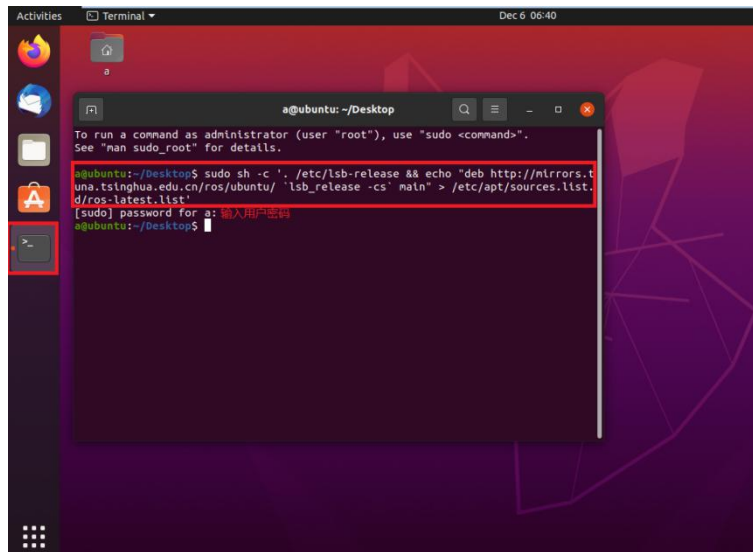 Activities
Terminal
Dec 6 06:40
a
a@ubuntu: ~/Desktop
To run a command as administrator (user "root"), use "sudo <command>".
See "man sudo_root" for details.
a@ubuntu:~/Desktop$ sudo sh -c '. /etc/lsb-release && echo "deb http://mirrors.t
una.tsinghua.edu.cn/ros/ubuntu/ `lsb_release -cs` main" > /etc/apt/sources.list.
d/ros-latest.list'
[sudo] password for a: 输入用户密码
a@ubuntu:~/Desktop$